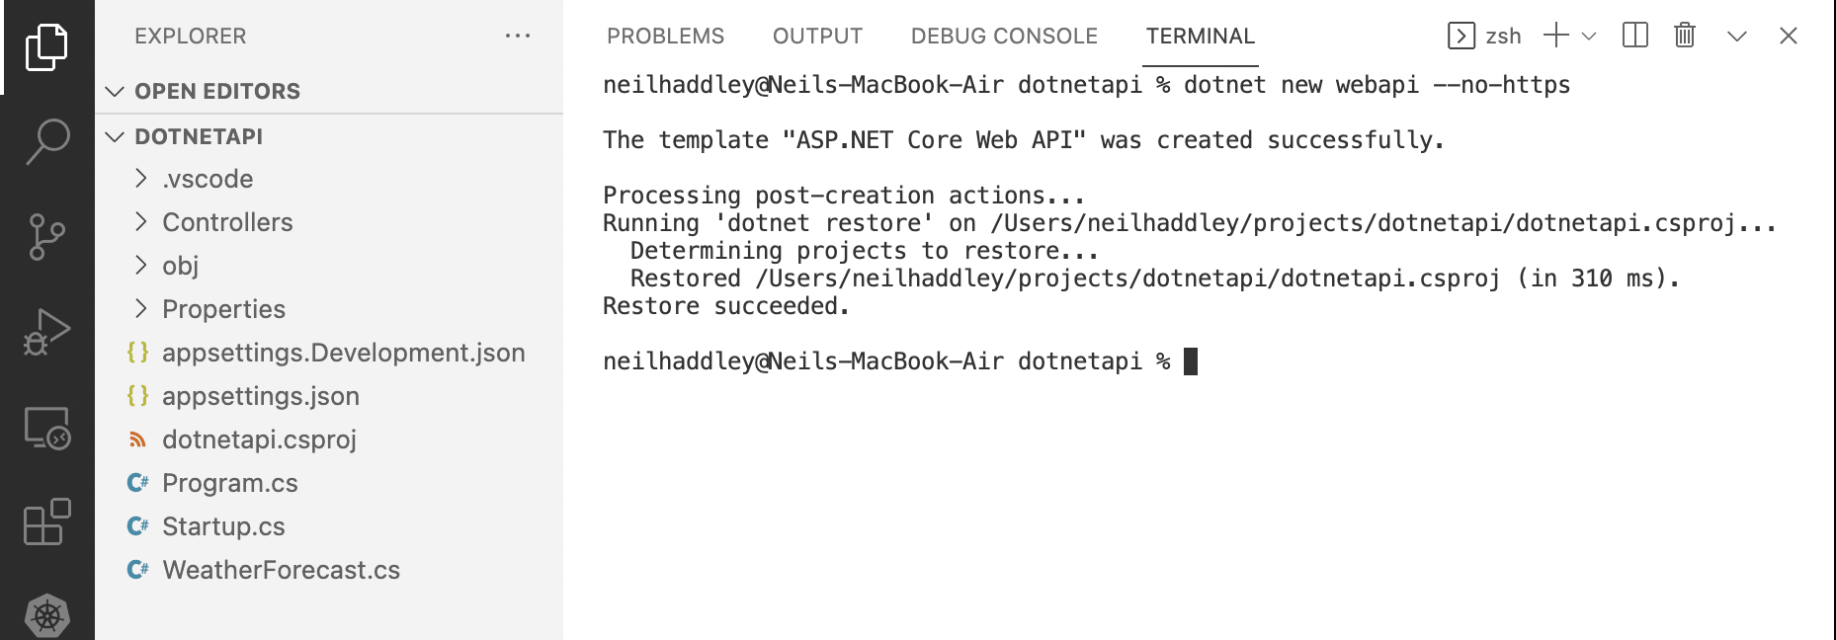 EXPLORER
OPEN EDITORS
DOTNETAPI
.vscode
Controllers
obj
Properties
{} appsettings.Development.json
{} appsettings.json
dotnetapi.csproj
C# Program.cs
C# Startup.cs
C# WeatherForecast.cs
PROBLEMS OUTPUT DEBUG CONSOLE TERMINAL zsh
neilhaddley@Neils-MacBook-Air dotnetapi % dotnet new webapi --no-https
The template "ASP.NET Core Web API" was created successfully.
Processing post-creation actions...
Running 'dotnet restore' on /Users/neilhaddley/projects/dotnetapi/dotnetapi.csproj...
Determining projects to restore...
Restored /Users/neilhaddley/projects/dotnetapi/dotnetapi.csproj (in 310 ms).
Restore succeeded.
neilhaddley@Neils-MacBook-Air dotnetapi %